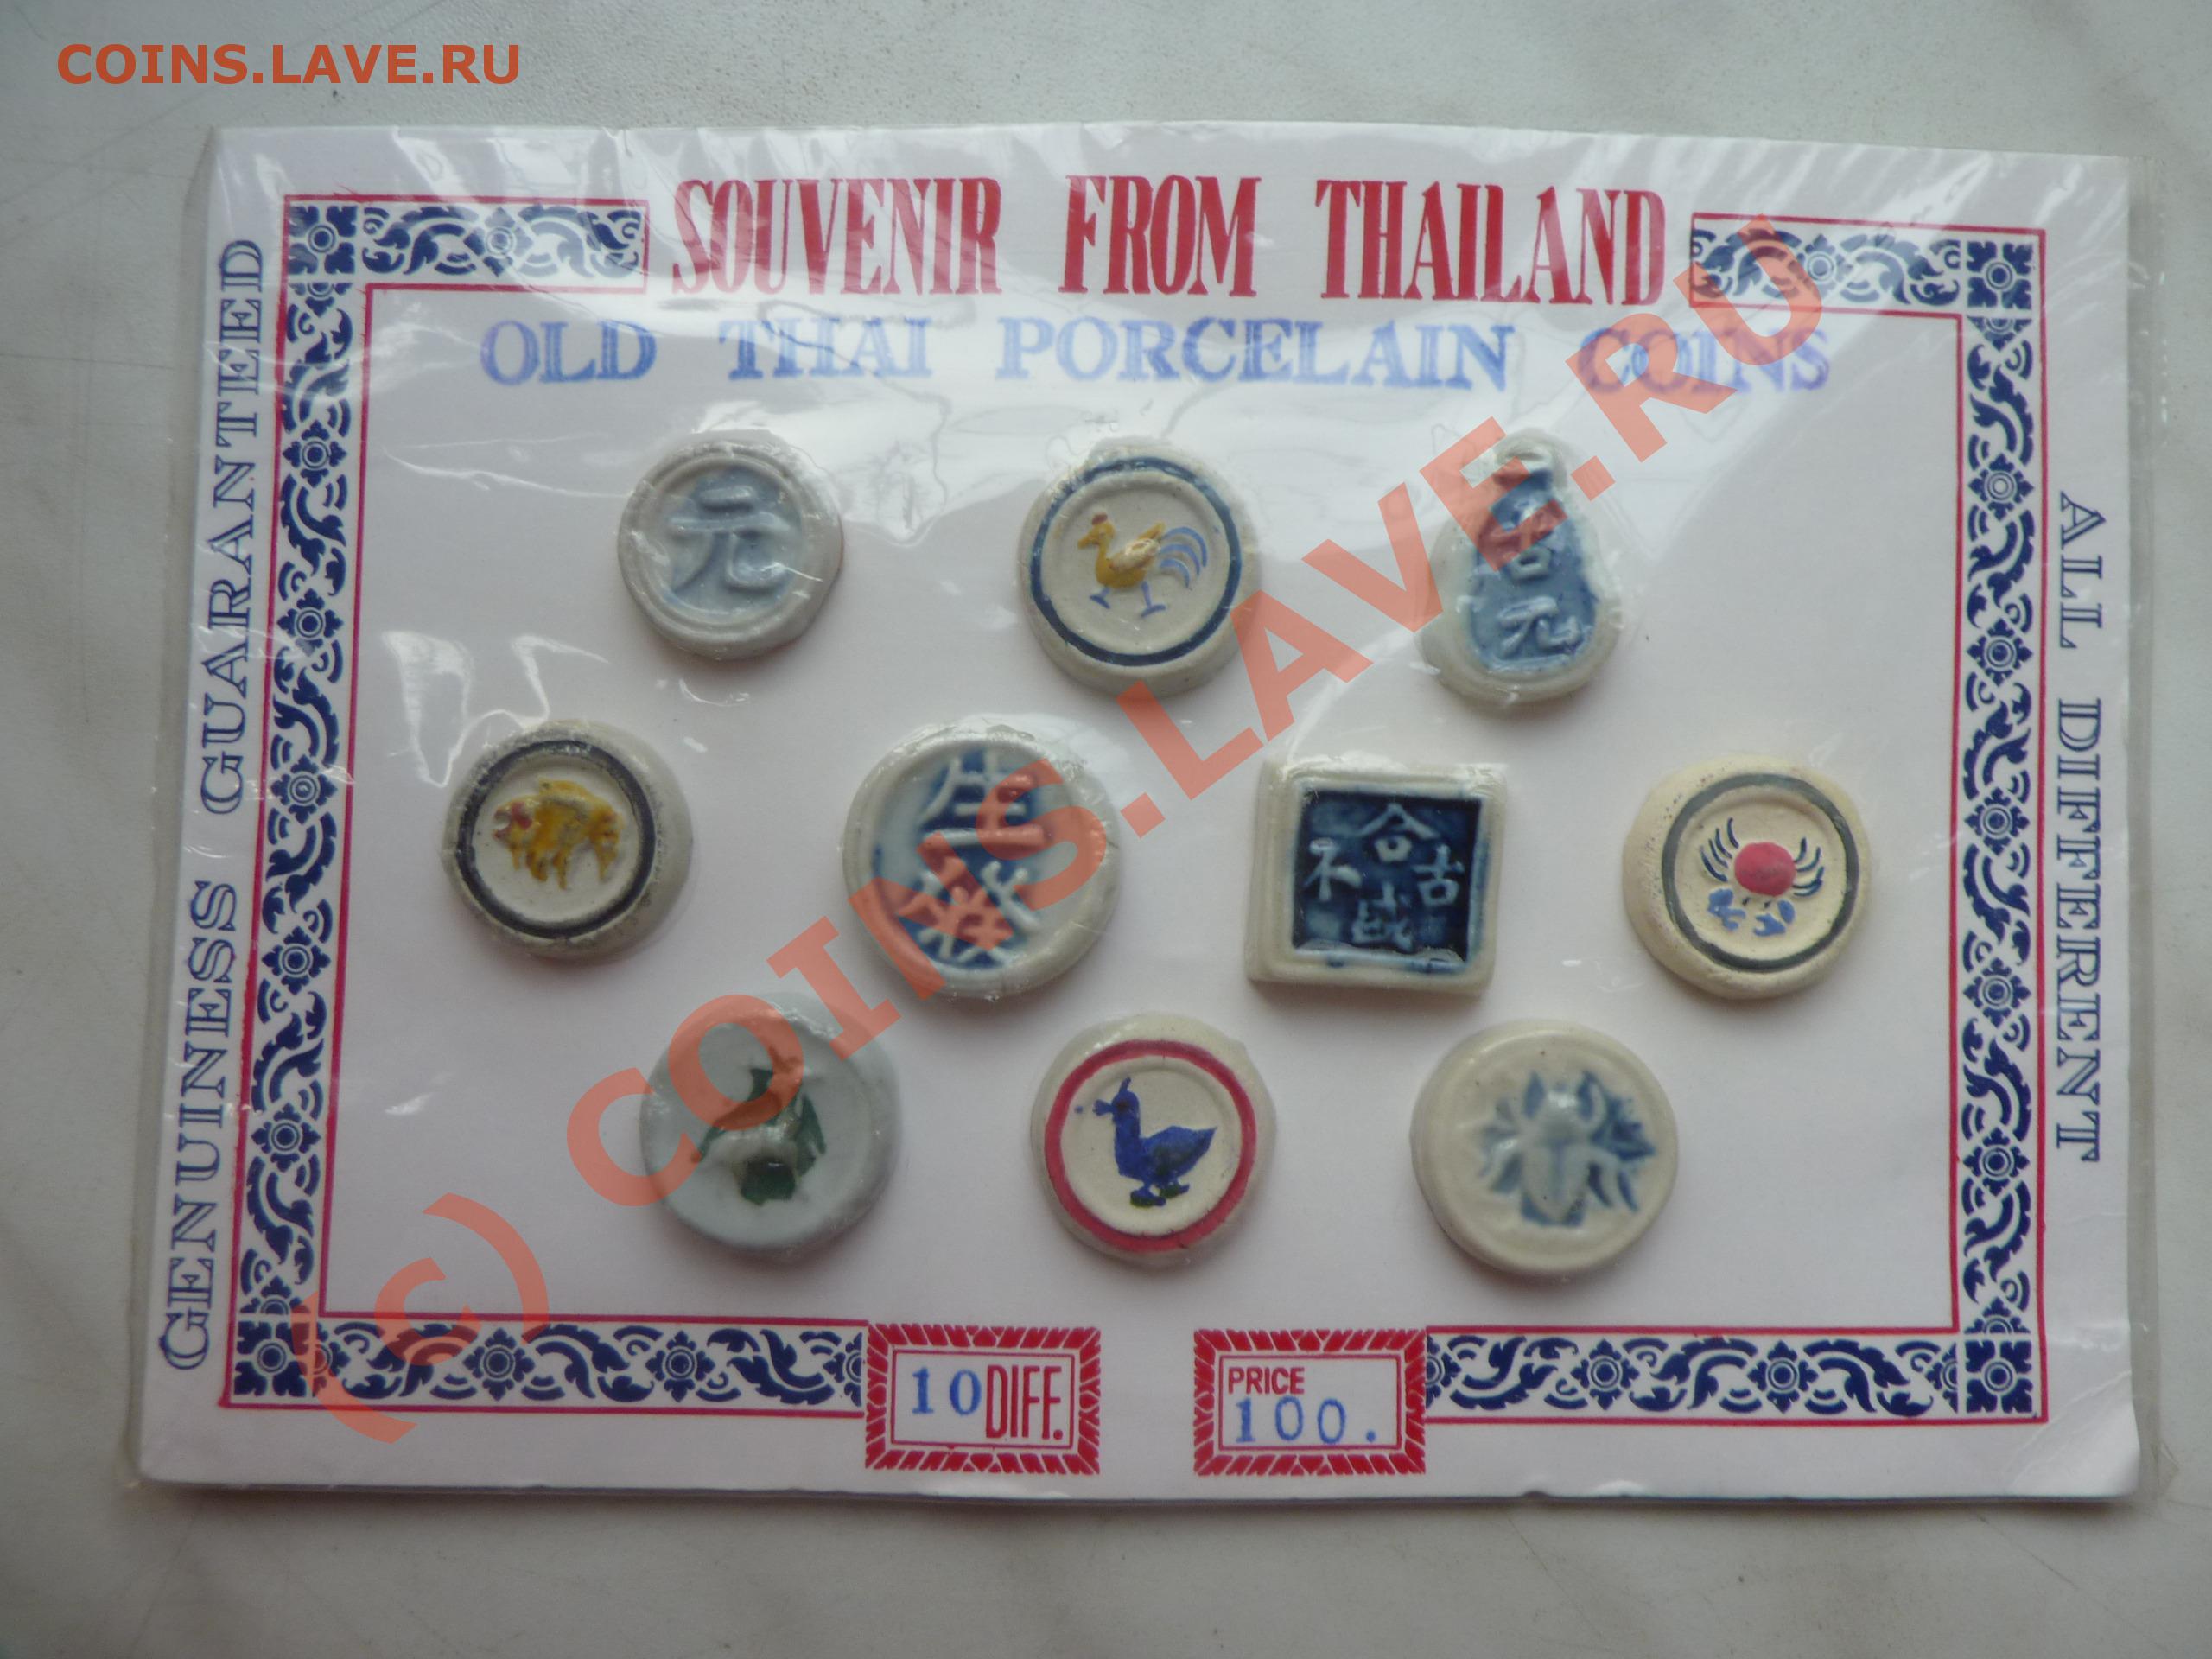 COINS.LAVE.RU
SOUVENIR FROM THAILAND
OLD THAI PORCELAIN COINS
GENUINESS GUARANTEED
ALL DIFFERENT
元
合
古
不
10 DIFF.
PRICE
100.
(c) COINS.LAVE.RU